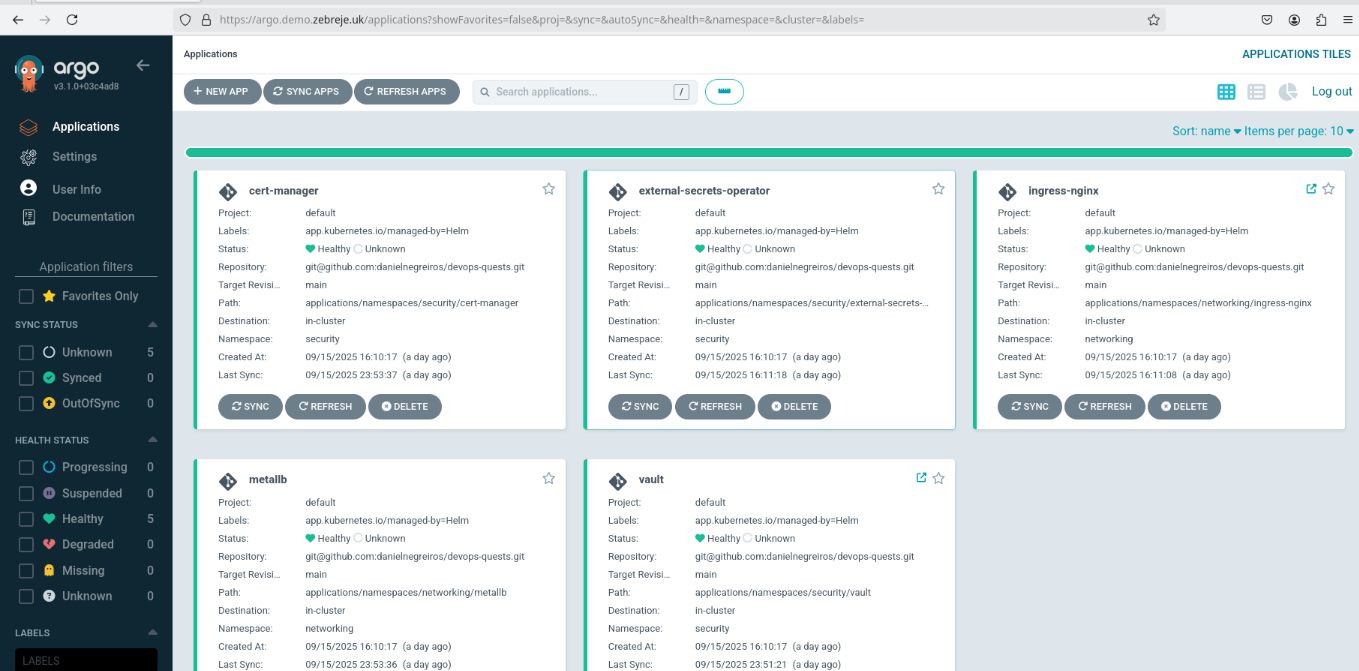 https://argo.demo.zebreje.uk/applications?showFavorites=false&proj=&sync=&autoSync=&health=&namespace=&cluster=&labels=
argo
v3.1.0+03c4ad8
Applications
Settings
User Info
Documentation
Application filters
Favorites Only
SYNC STATUS
Unknown 5
Synced 0
OutOfSync 0
HEALTH STATUS
Progressing 0
Suspended 0
Healthy 5
Degraded 0
Missing 0
Unknown 0
LABELS
LABELS
Applications
APPLICATIONS TILES
NEW APP SYNC APPS REFRESH APPS Search applications... / Log out
Sort: name Items per page: 10
cert-manager
Project: default
Labels: app.kubernetes.io/managed-by=Helm
Status: Healthy Unknown
Repository: git@github.com:danielnegreiros/devops-quests.git
Target Revisi... main
Path: applications/namespaces/security/cert-manager
Destination: in-cluster
Namespace: security
Created At: 09/15/2025 16:10:17 (a day ago)
Last Sync: 09/15/2025 23:53:37 (a day ago)
SYNC REFRESH DELETE
external-secrets-operator
Project: default
Labels: app.kubernetes.io/managed-by=Helm
Status: Healthy Unknown
Repository: git@github.com:danielnegreiros/devops-quests.git
Target Revisi... main
Path: applications/namespaces/security/external-secrets-...
Destination: in-cluster
Namespace: security
Created At: 09/15/2025 16:10:17 (a day ago)
Last Sync: 09/15/2025 16:11:18 (a day ago)
SYNC REFRESH DELETE
ingress-nginx
Project: default
Labels: app.kubernetes.io/managed-by=Helm
Status: Healthy Unknown
Repository: git@github.com:danielnegreiros/devops-quests.git
Target Revisi... main
Path: applications/namespaces/networking/ingress-nginx
Destination: in-cluster
Namespace: networking
Created At: 09/15/2025 16:10:17 (a day ago)
Last Sync: 09/15/2025 16:11:08 (a day ago)
SYNC REFRESH DELETE
metallb
Project: default
Labels: app.kubernetes.io/managed-by=Helm
Status: Healthy Unknown
Repository: git@github.com:danielnegreiros/devops-quests.git
Target Revisi... main
Path: applications/namespaces/networking/metallb
Destination: in-cluster
Namespace: networking
Created At: 09/15/2025 16:10:17 (a day ago)
Last Sync: 09/15/2025 23:53:36 (a day ago)
vault
Project: default
Labels: app.kubernetes.io/managed-by=Helm
Status: Healthy Unknown
Repository: git@github.com:danielnegreiros/devops-quests.git
Target Revisi... main
Path: applications/namespaces/security/vault
Destination: in-cluster
Namespace: security
Created At: 09/15/2025 16:10:17 (a day ago)
Last Sync: 09/15/2025 23:51:21 (a day ago)